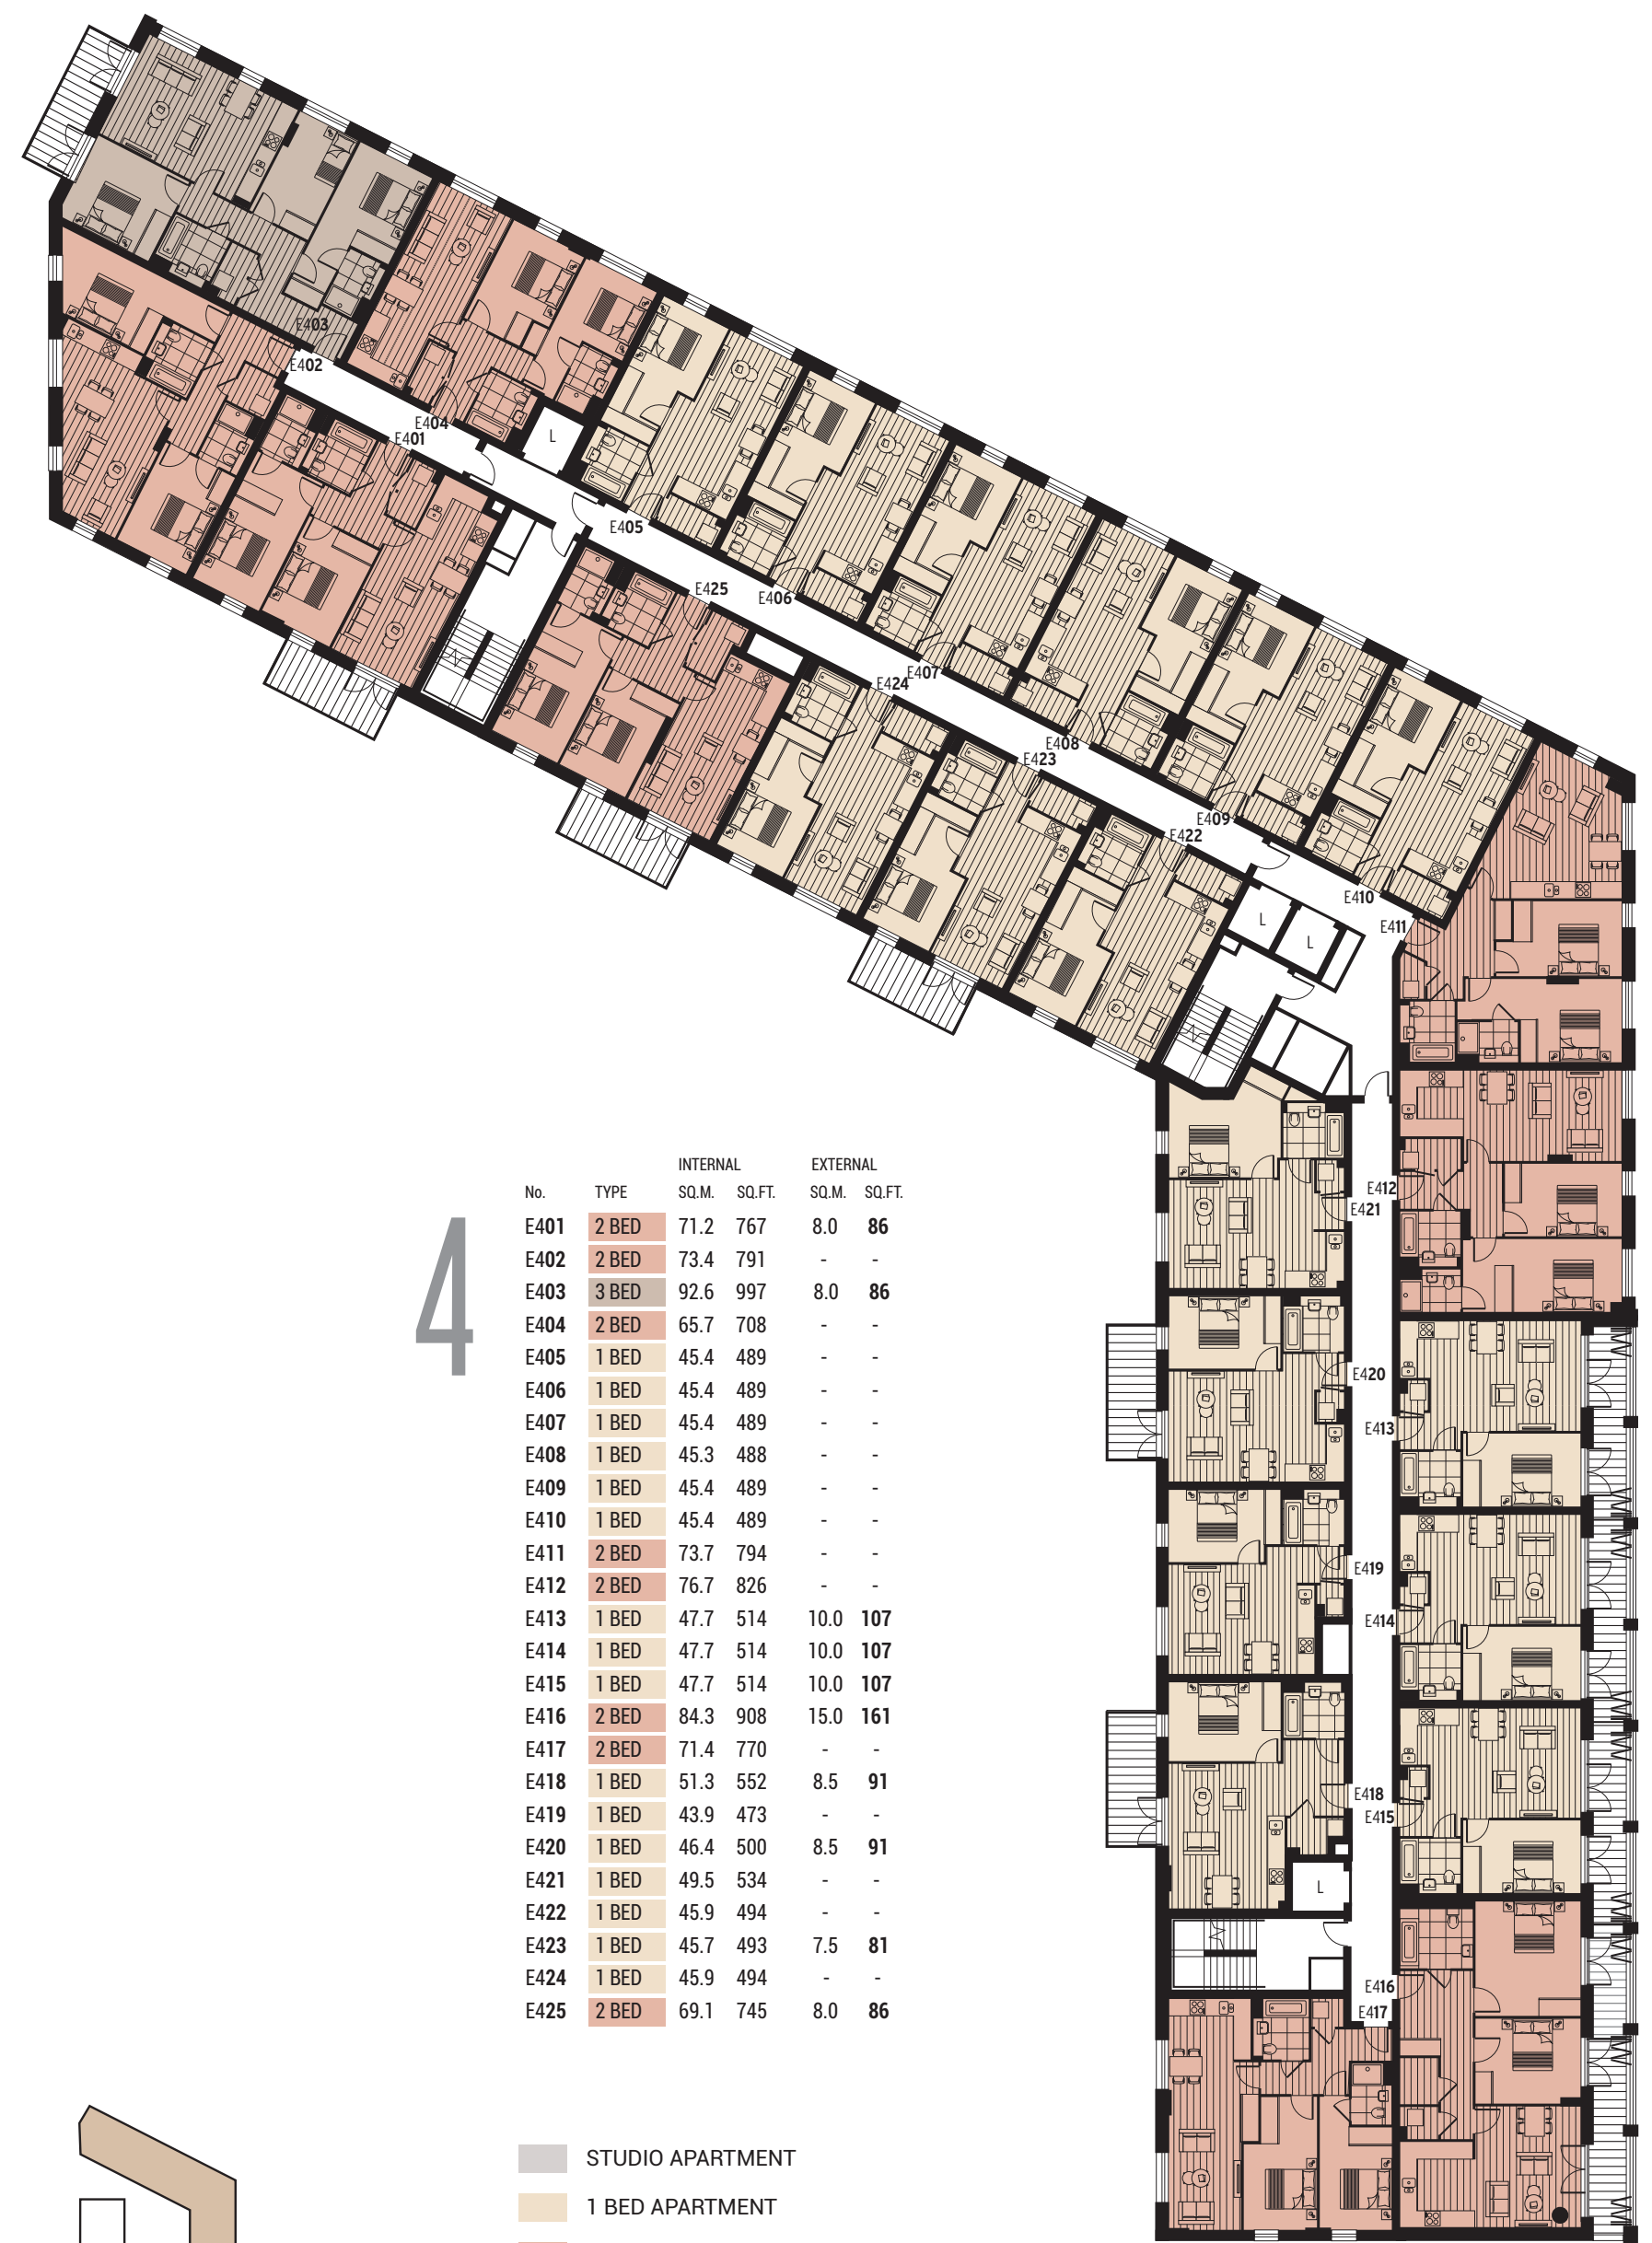 E403
E402
E404
E401
L
E405
E425
E406
E407
E424
E408
E423
E409
E422
E410
L
L
E411
E412
E421
E420
E413
E419
E414
E418
E415
L
E416
E417
4
INTERNAL EXTERNAL
No. TYPE SQ.M. SQ.FT. SQ.M. SQ.FT.
E401 2 BED 71.2 767 8.0 86
E402 2 BED 73.4 791 - -
E403 3 BED 92.6 997 8.0 86
E404 2 BED 65.7 708 - -
E405 1 BED 45.4 489 - -
E406 1 BED 45.4 489 - -
E407 1 BED 45.4 489 - -
E408 1 BED 45.3 488 - -
E409 1 BED 45.4 489 - -
E410 1 BED 45.4 489 - -
E411 2 BED 73.7 794 - -
E412 2 BED 76.7 826 - -
E413 1 BED 47.7 514 10.0 107
E414 1 BED 47.7 514 10.0 107
E415 1 BED 47.7 514 10.0 107
E416 2 BED 84.3 908 15.0 161
E417 2 BED 71.4 770 - -
E418 1 BED 51.3 552 8.5 91
E419 1 BED 43.9 473 - -
E420 1 BED 46.4 500 8.5 91
E421 1 BED 49.5 534 - -
E422 1 BED 45.9 494 - -
E423 1 BED 45.7 493 7.5 81
E424 1 BED 45.9 494 - -
E425 2 BED 69.1 745 8.0 86
STUDIO APARTMENT
1 BED APARTMENT